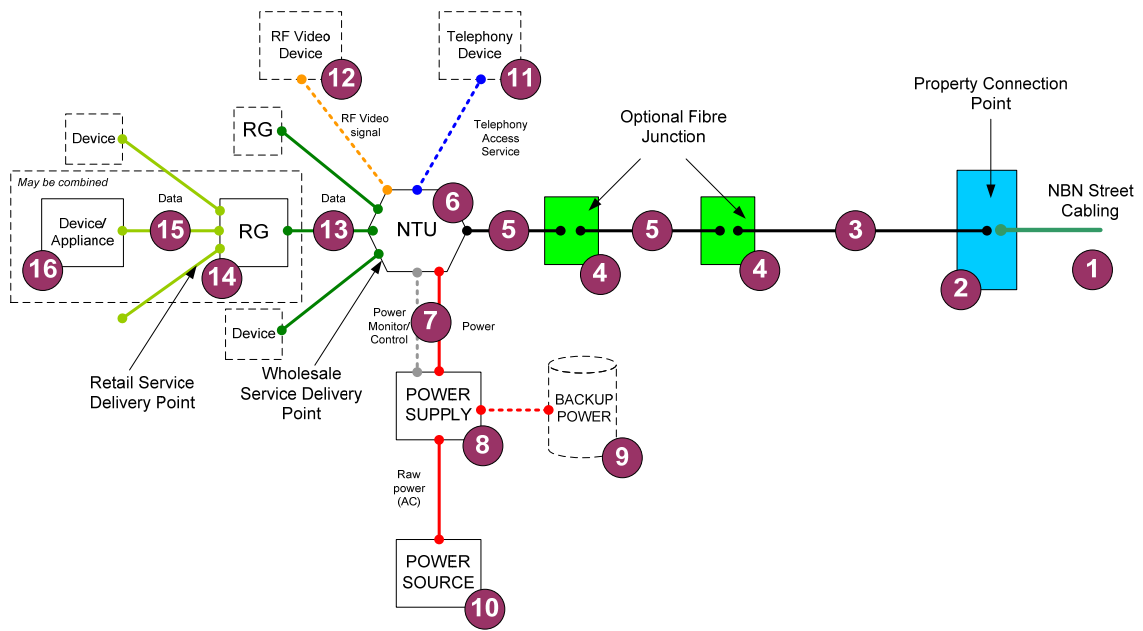 RF Video
Device
12
Telephony
Device
11
Property Connection
Point
Optional Fibre
Junction
RF Video
signal
Telephony
Access
Service
Device
RG
May be combined
Device/
Appliance
16
Data
15
RG
14
Data
13
NTU
6
5
4
5
4
3
2
NBN Street
Cabling
1
Device
Power
Monitor/
Control
7
Power
Retail Service
Delivery Point
Wholesale
Service Delivery
Point
POWER
SUPPLY
8
BACKUP
POWER
9
Raw
power
(AC)
POWER
SOURCE
10